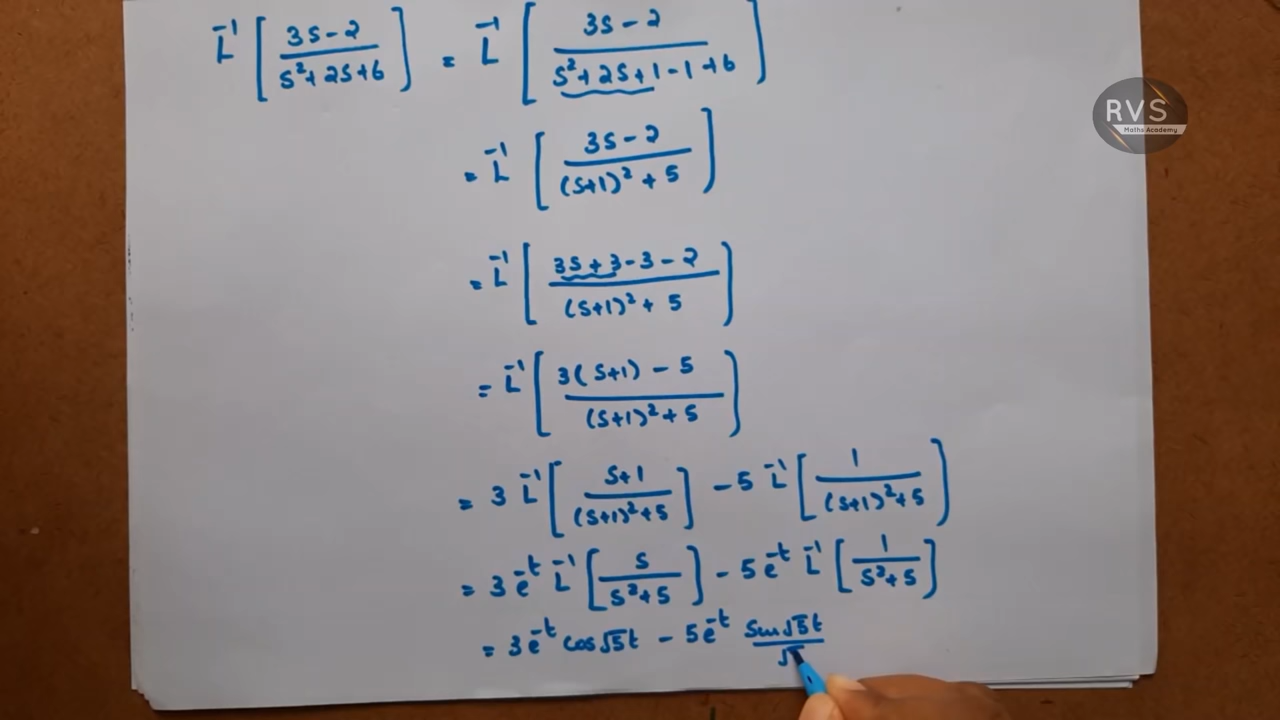 L⁻¹ [ (3s-2)/(s²+2s+6) ] = L⁻¹ [ (3s-2)/(s²+2s+1-1+6) ]
= L⁻¹ [ (3s-2)/((s+1)²+5) ]
= L⁻¹ [ (3s+3-3-2)/((s+1)²+5) ]
= L⁻¹ [ (3(s+1)-5)/((s+1)²+5) ]
= 3 L⁻¹ [ (s+1)/((s+1)²+5) ] - 5 L⁻¹ [ 1/((s+1)²+5) ]
= 3 e⁻ᵗ L⁻¹ [ s/(s²+5) ] - 5 e⁻ᵗ L⁻¹ [ 1/(s²+5) ]
= 3 e⁻ᵗ cos√5t - 5 e⁻ᵗ sin√5t/√
RVS
Maths Academy